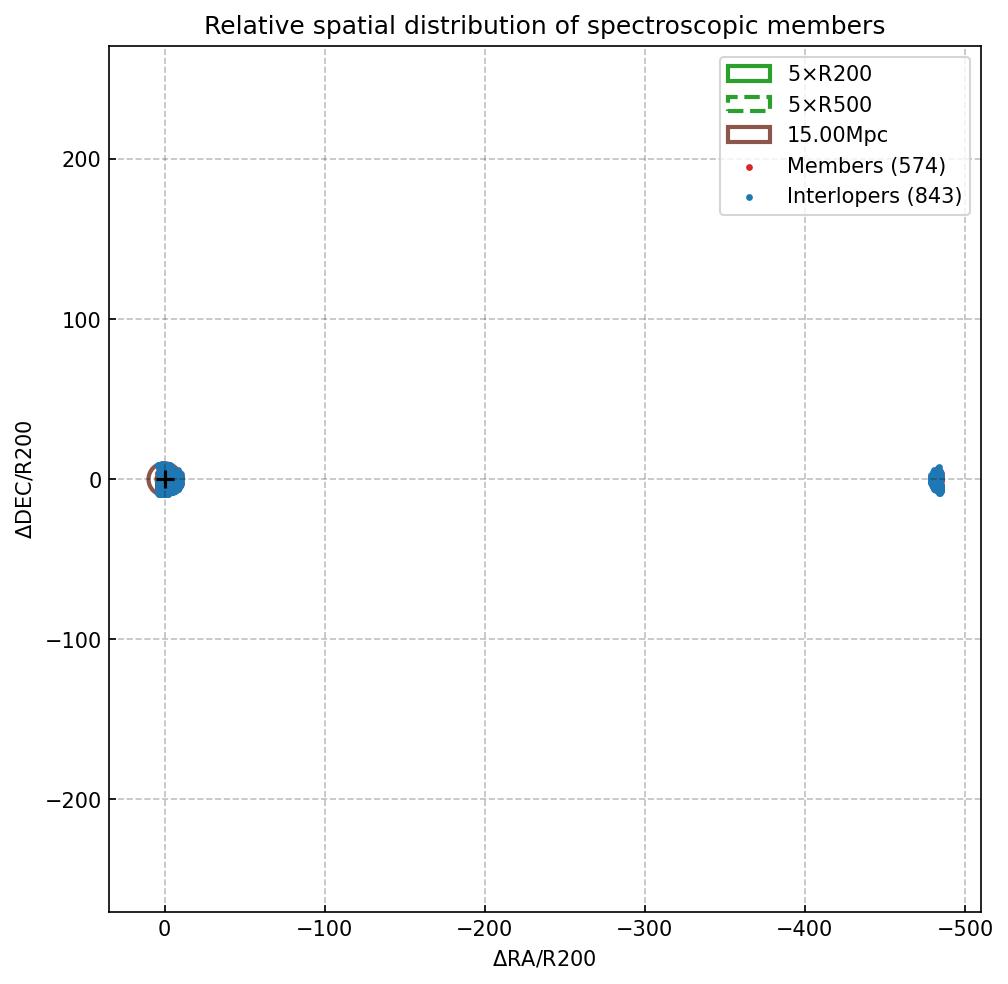 Relative spatial distribution of spectroscopic members
5×R200
5×R500
15.00Mpc
Members (574)
Interlopers (843)
200
100
0
−100
−200
ΔDEC/R200
0 −100 −200 −300 −400 −500
ΔRA/R200